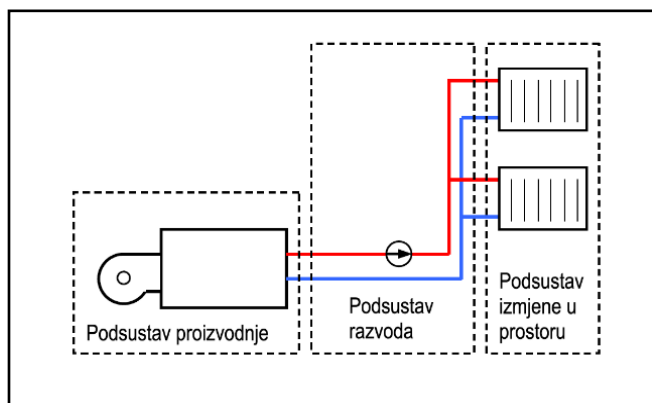 Podsustav proizvodnje
Podsustav
razvoda
Podsustav
izmjene u
prostoru